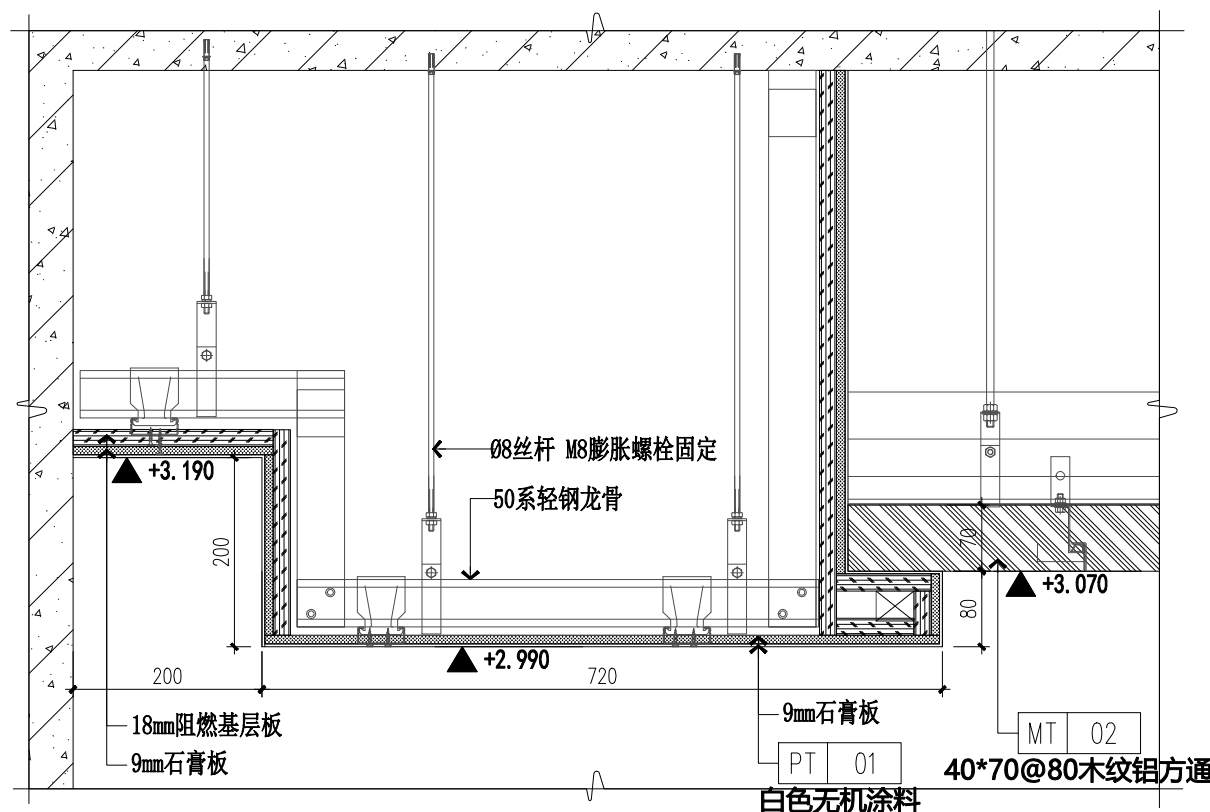 Ø8丝杆 M8膨胀螺栓固定
+3.190
50系轻钢龙骨
200
70
+3.070
80
+2.990
200
720
18mm阻燃基层板
9mm石膏板
9mm石膏板
MT 02
PT 01
40*70@80木纹铝方通
白色无机涂料